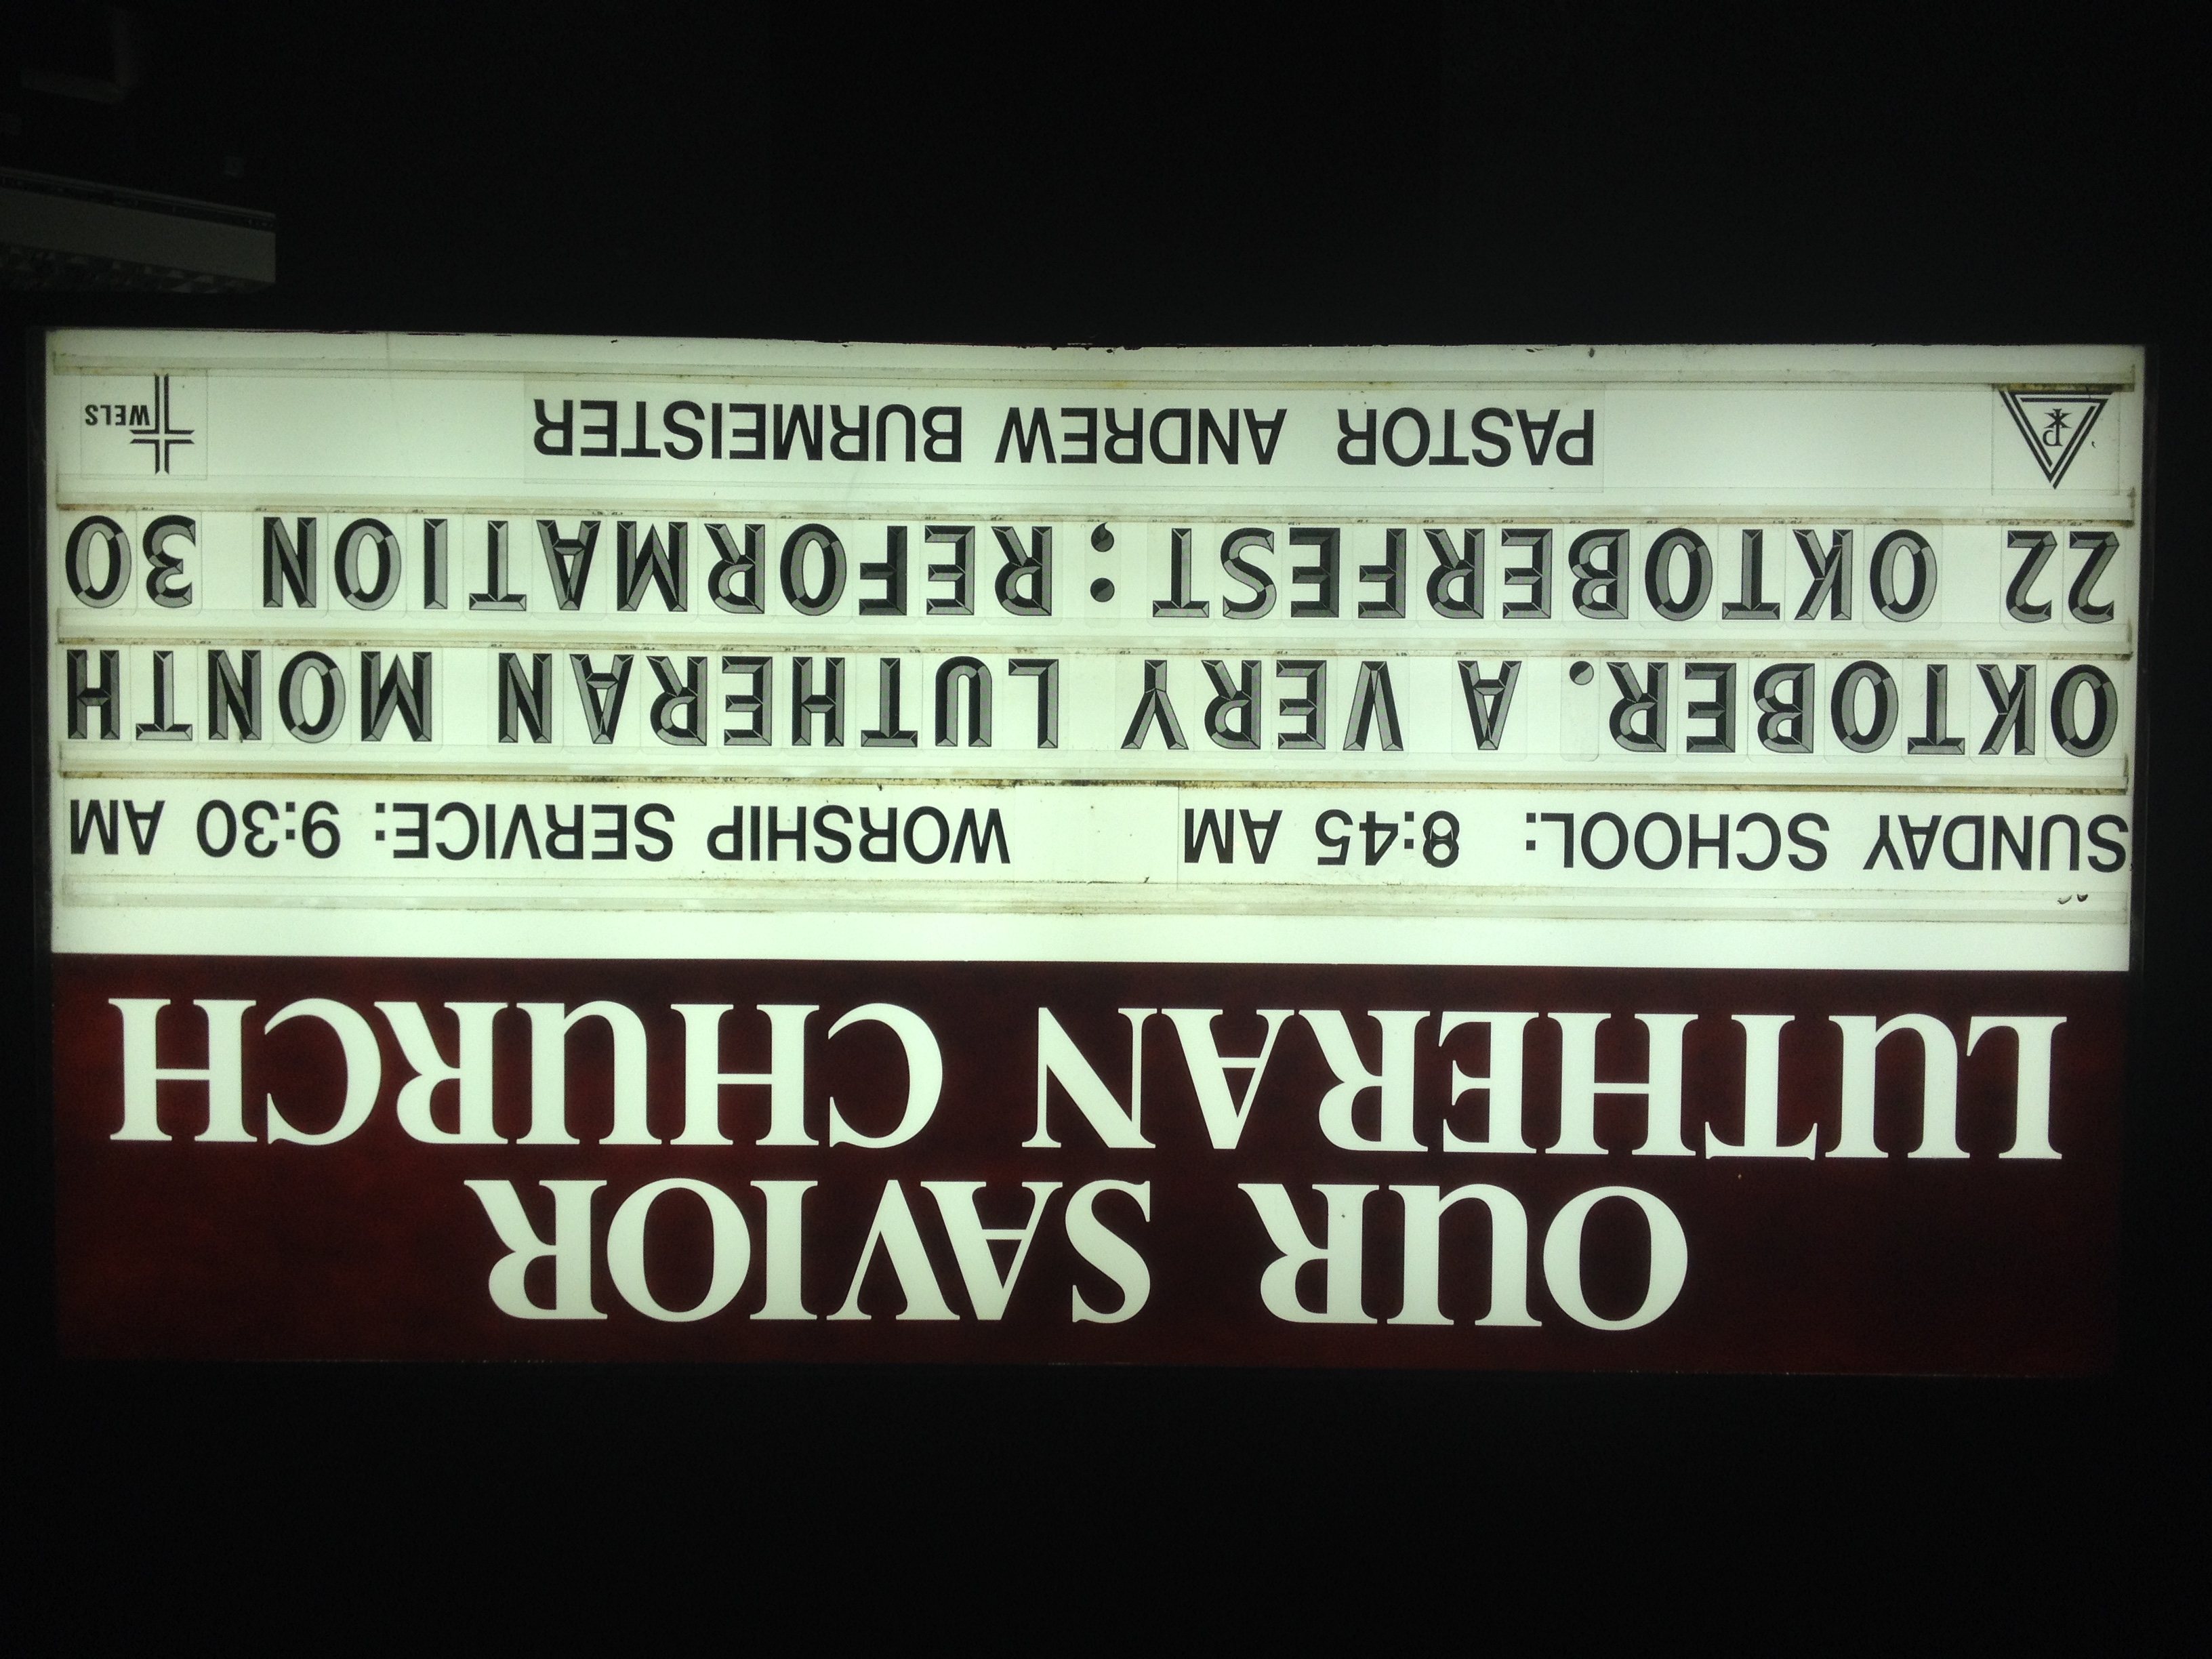 OUR SAVIOR
LUTHERAN CHURCH
SUNDAY SCHOOL: 8:45 AM WORSHIP SERVICE: 9:30 AM
OKTOBER. A VERY LUTHERAN MONTH
22 OKTOBERFEST : REFORMATION 30
PASTOR ANDREW BURMEISTER
WELS